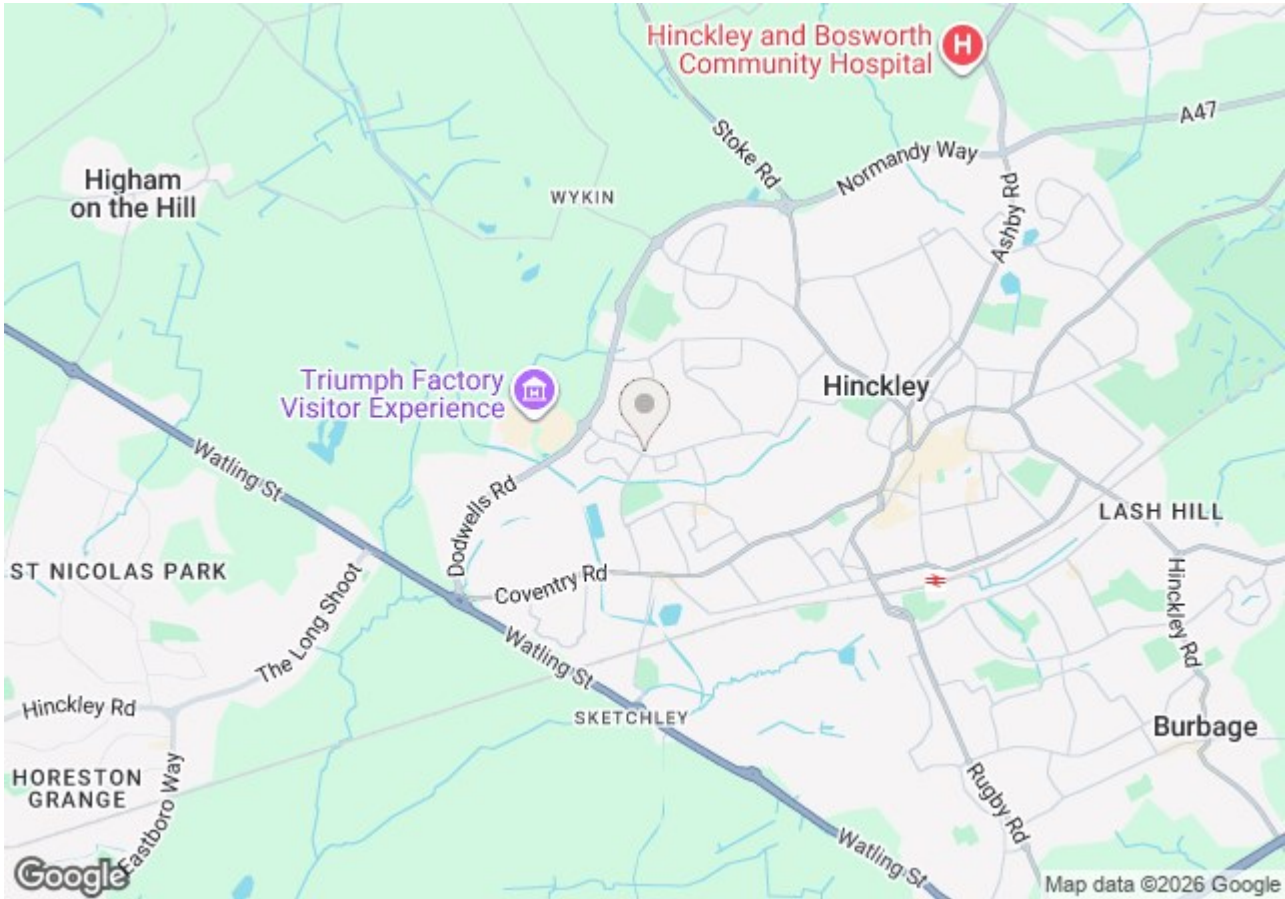 Hinckley and Bosworth
Community Hospital
H
A47
Stoke Rd
Normandy Way
Higham
on the Hill
WYKIN
Ashby Rd
Triumph Factory
Visitor Experience
Hinckley
Watling St
Dodwells Rd
LASH HILL
ST NICOLAS PARK
The Long Shoot
Coventry Rd
Hinckley Rd
Watling St
Hinckley Rd
SKETCHLEY
Burbage
HORESTON
GRANGE
Eastboro Way
Rugby Rd
Watling St
Google
Map data ©2026 Google